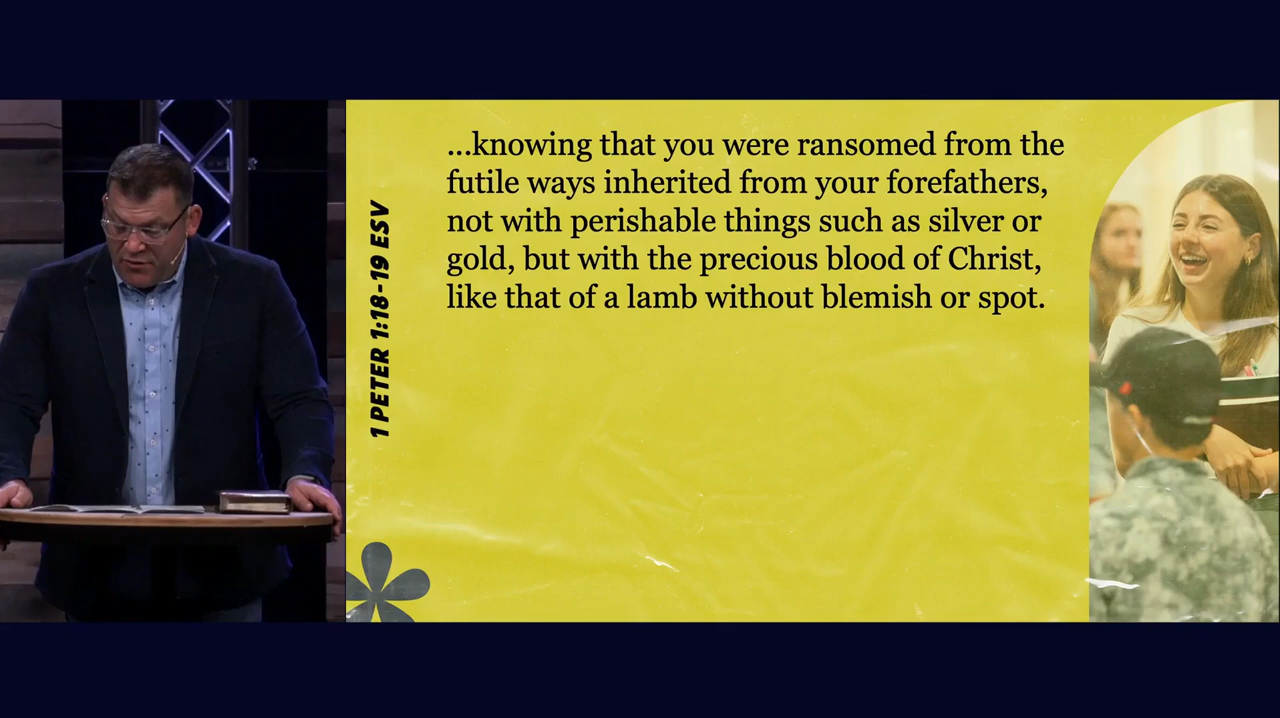 1 PETER 1:18-19 ESV
...knowing that you were ransomed from the
futile ways inherited from your forefathers,
not with perishable things such as silver or
gold, but with the precious blood of Christ,
like that of a lamb without blemish or spot.